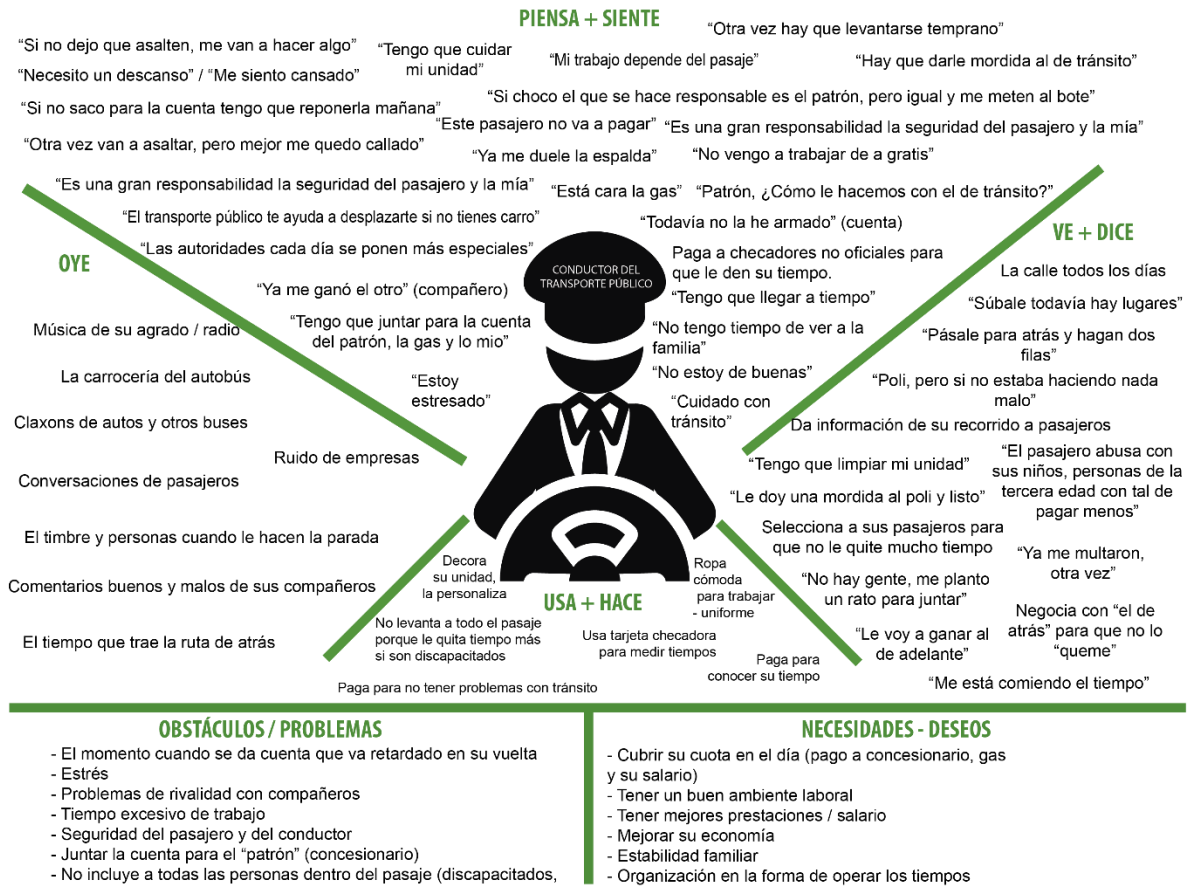 PIENSA + SIENTE
“Si no dejo que asalten, me van a hacer algo”
“Necesito un descanso” / “Me siento cansado”
“Tengo que cuidar
mi unidad”
“Otra vez hay que levantarse temprano”
“Mi trabajo depende del pasaje”
“Hay que darle mordida al de tránsito”
“Si no saco para la cuenta tengo que reponerla mañana”
“Si choco el que se hace responsable es el patrón, pero igual y me meten al bote”
“Este pasajero no va a pagar”
“Es una gran responsabilidad la seguridad del pasajero y la mía”
“Otra vez van a asaltar, pero mejor me quedo callado”
“Ya me duele la espalda”
“No vengo a trabajar de a gratis”
“Es una gran responsabilidad la seguridad del pasajero y la mía”
“Está cara la gas”
“Patrón, ¿Cómo le hacemos con el de tránsito?”
“El transporte público te ayuda a desplazarte si no tienes carro”
“Todavía no la he armado” (cuenta)
“Las autoridades cada día se ponen más especiales”
Paga a checadores no oficiales para
que le den su tiempo.
“Ya me ganó el otro” (compañero)
“Tengo que llegar a tiempo”
“Tengo que juntar para la cuenta
del patrón, la gas y lo mio”
“No tengo tiempo de ver a la
familia”
“No estoy de buenas”
“Estoy
estresado”
“Cuidado con
tránsito”
CONDUCTOR DEL
TRANSPORTE PÚBLICO
OYE
Música de su agrado / radio
La carrocería del autobús
Claxons de autos y otros buses
Ruido de empresas
Conversaciones de pasajeros
El timbre y personas cuando le hacen la parada
Comentarios buenos y malos de sus compañeros
El tiempo que trae la ruta de atrás
VE + DICE
La calle todos los días
“Súbale todavía hay lugares”
“Pásale para atrás y hagan dos
filas”
“Poli, pero si no estaba haciendo nada
malo”
Da información de su recorrido a pasajeros
“Tengo que limpiar mi unidad”
“El pasajero abusa con
sus niños, personas de la
tercera edad con tal de
pagar menos”
“Le doy una mordida al poli y listo”
Selecciona a sus pasajeros para
que no le quite mucho tiempo
“Ya me multaron,
otra vez”
“No hay gente, me planto
un rato para juntar”
Negocia con “el de
atrás” para que no lo
“queme”
“Le voy a ganar al
de adelante”
“Me está comiendo el tiempo”
USA + HACE
Decora
su unidad,
la personaliza
Ropa
cómoda
para trabajar
- uniforme
No levanta a todo el pasaje
porque le quita tiempo más
si son discapacitados
Usa tarjeta checadora
para medir tiempos
Paga para
conocer su tiempo
Paga para no tener problemas con tránsito
OBSTÁCULOS / PROBLEMAS
- El momento cuando se da cuenta que va retardado en su vuelta
- Estrés
- Problemas de rivalidad con compañeros
- Tiempo excesivo de trabajo
- Seguridad del pasajero y del conductor
- Juntar la cuenta para el “patrón” (concesionario)
- No incluye a todas las personas dentro del pasaje (discapacitados,
NECESIDADES - DESEOS
- Cubrir su cuota en el día (pago a concesionario, gas
y su salario)
- Tener un buen ambiente laboral
- Tener mejores prestaciones / salario
- Mejorar su economía
- Estabilidad familiar
- Organización en la forma de operar los tiempos